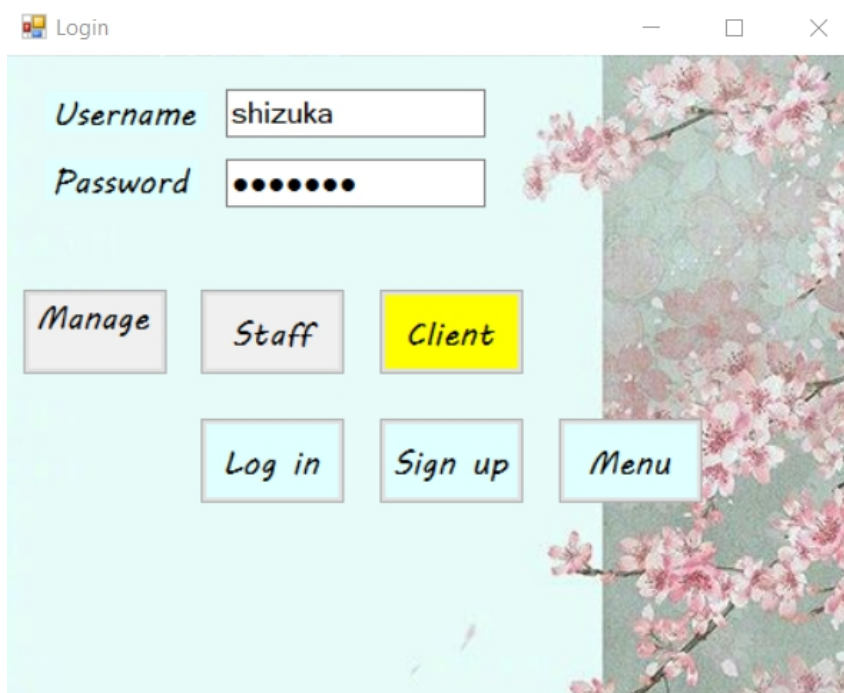 Login
Username shizuka
Password •••••••
Manage Staff Client
Log in Sign up Menu